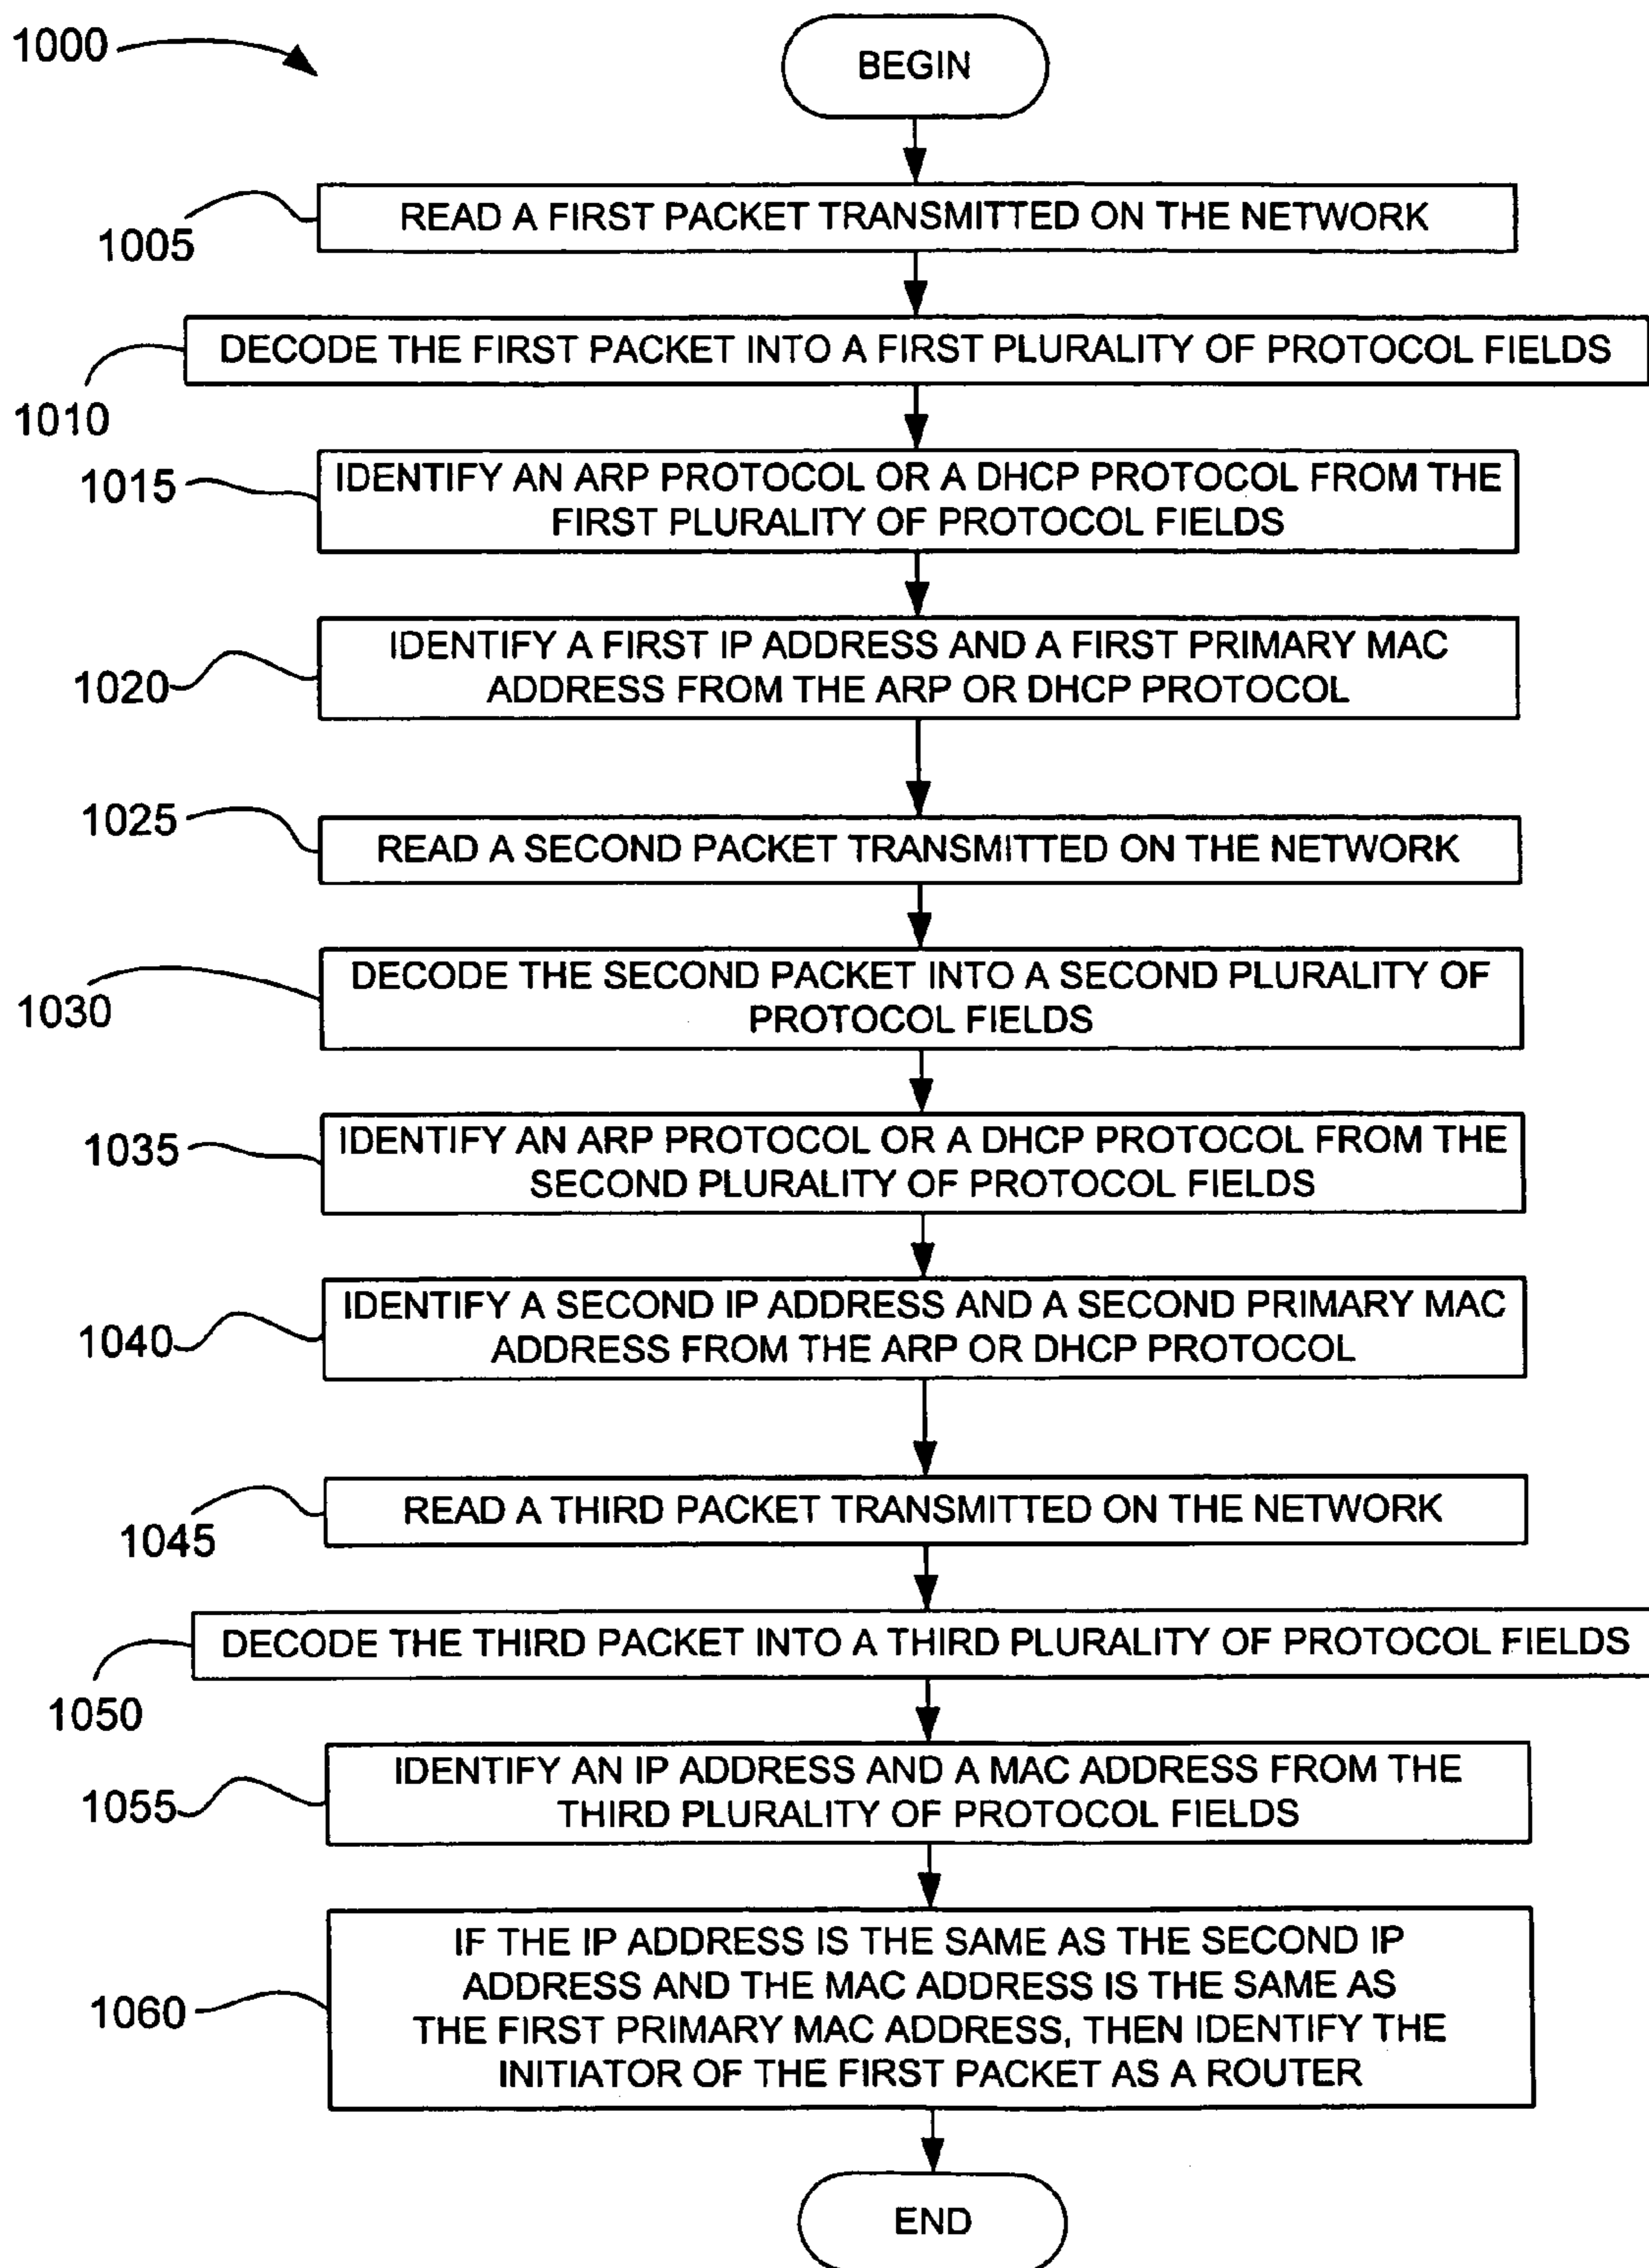 1000
BEGIN
READ A FIRST PACKET TRANSMITTED ON THE NETWORK
1005
DECODE THE FIRST PACKET INTO A FIRST PLURALITY OF PROTOCOL FIELDS
1010
1015
IDENTIFY AN ARP PROTOCOL OR A DHCP PROTOCOL FROM THE
FIRST PLURALITY OF PROTOCOL FIELDS
IDENTIFY A FIRST IP ADDRESS AND A FIRST PRIMARY MAC
ADDRESS FROM THE ARP OR DHCP PROTOCOL
1020
1025
READ A SECOND PACKET TRANSMITTED ON THE NETWORK
DECODE THE SECOND PACKET INTO A SECOND PLURALITY OF
PROTOCOL FIELDS
1030
1035
IDENTIFY AN ARP PROTOCOL OR A DHCP PROTOCOL FROM THE
SECOND PLURALITY OF PROTOCOL FIELDS
IDENTIFY A SECOND IP ADDRESS AND A SECOND PRIMARY MAC
ADDRESS FROM THE ARP OR DHCP PROTOCOL
1040
READ A THIRD PACKET TRANSMITTED ON THE NETWORK
1045
DECODE THE THIRD PACKET INTO A THIRD PLURALITY OF PROTOCOL FIELDS
1050
IDENTIFY AN IP ADDRESS AND A MAC ADDRESS FROM THE
THIRD PLURALITY OF PROTOCOL FIELDS
1055
IF THE IP ADDRESS IS THE SAME AS THE SECOND IP
ADDRESS AND THE MAC ADDRESS IS THE SAME AS
THE FIRST PRIMARY MAC ADDRESS, THEN IDENTIFY THE
INITIATOR OF THE FIRST PACKET AS A ROUTER
1060
END